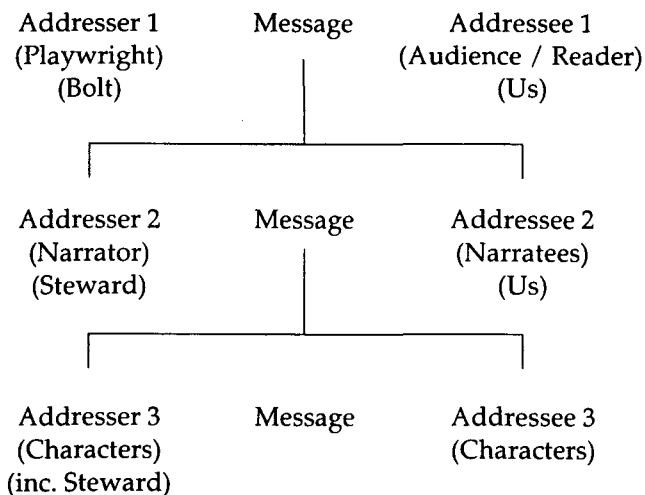 Addresser 1 Message Addressee 1
(Playwright) (Audience / Reader)
(Bolt) (Us)
Addresser 2 Message Addressee 2
(Narrator) (Narratees)
(Steward) (Us)
Addresser 3 Message Addressee 3
(Characters) (Characters)
(inc. Steward)